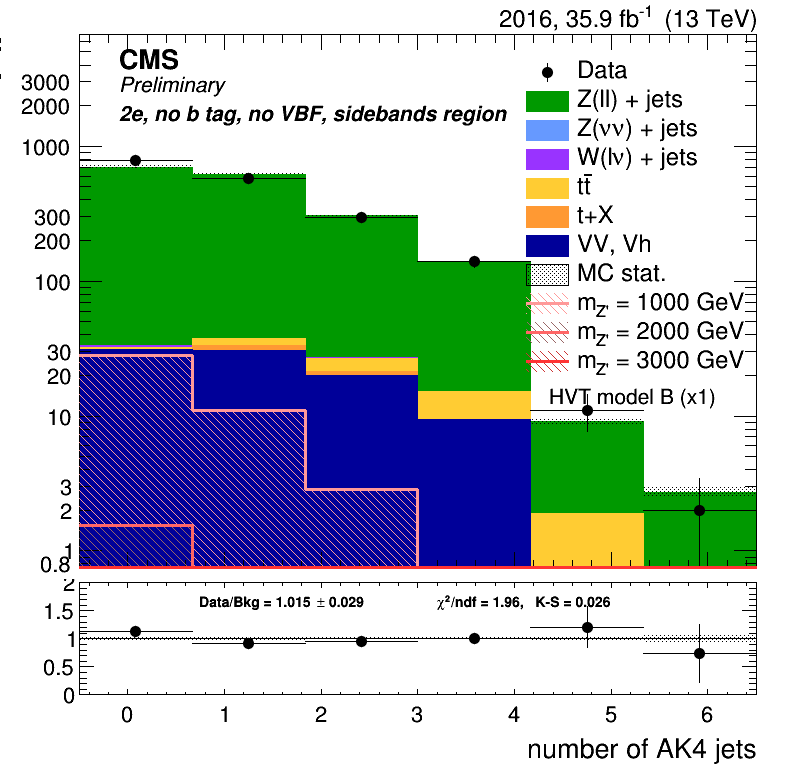 2016, 35.9 fb⁻¹ (13 TeV)
CMS
Preliminary
2e, no b tag, no VBF, sidebands region
Data
Z(ll) + jets
Z(νν) + jets
W(lν) + jets
tt̄
t+X
VV, Vh
MC stat.
m_Z' = 1000 GeV
m_Z' = 2000 GeV
m_Z' = 3000 GeV
HVT model B (x1)
3000
2000
1000
300
200
100
30
20
10
3
2
1
0.8
Data/Bkg = 1.015 ± 0.029
χ²/ndf = 1.96, K-S = 0.026
2
1.5
1
0.5
0
0 1 2 3 4 5 6
number of AK4 jets